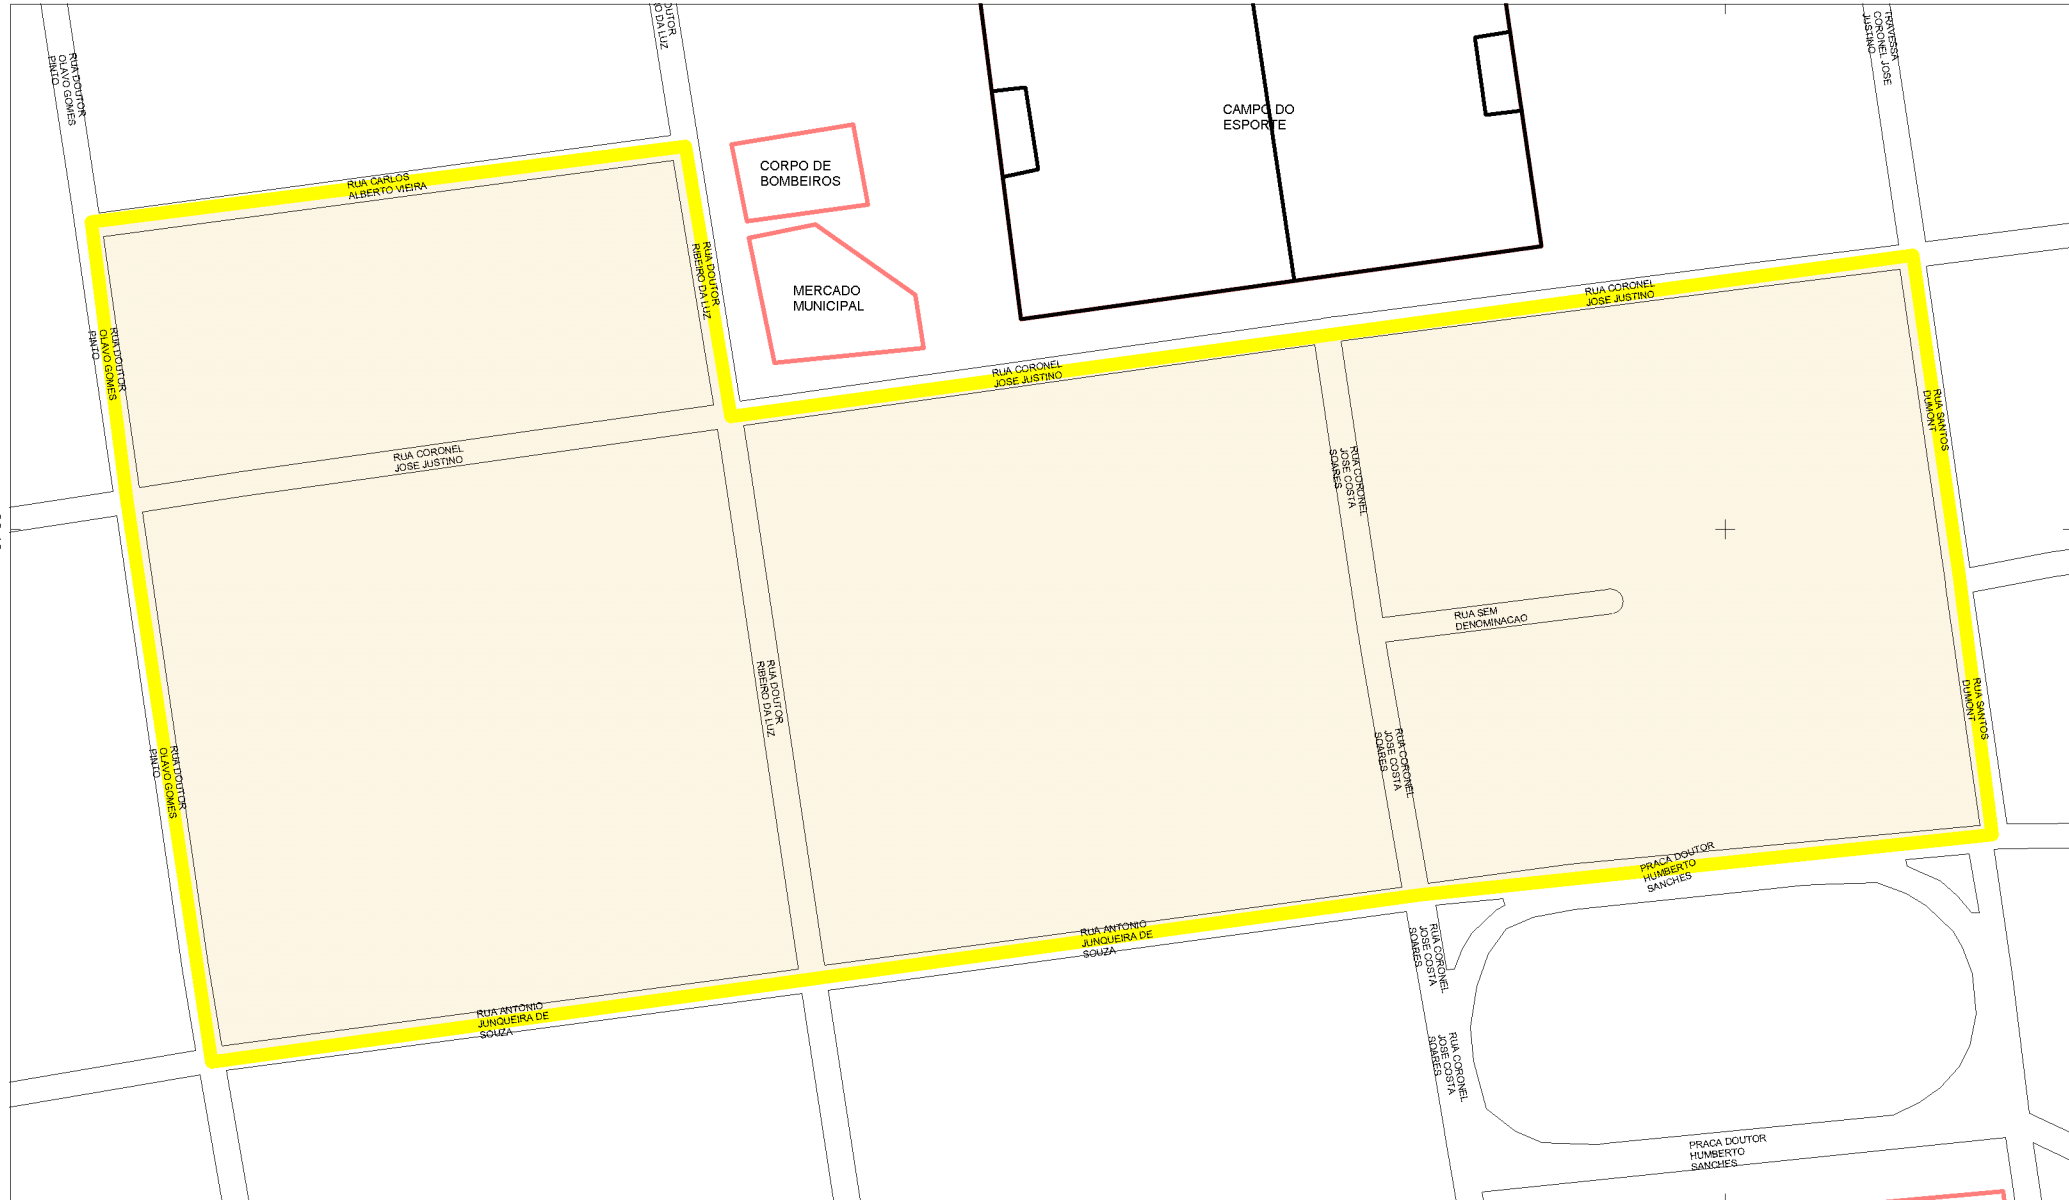 RUA DOUTOR
OLAVO GOMES
PINTO
DOUTOR
RO DA LUZ
TRAVESSA
CORONEL JOSE
JUSTINO
CAMPO DO
ESPORTE
CORPO DE
BOMBEIROS
RUA CARLOS
ALBERTO VIEIRA
RUA DOUTOR
RIBEIRO DA LUZ
MERCADO
MUNICIPAL
RUA CORONEL
JOSE JUSTINO
RUA DOUTOR
OLAVO GOMES
PINTO
RUA CORONEL
JOSE JUSTINO
RUA SANTOS
DUMONT
RUA CORONEL
JOSE JUSTINO
RUA CORONEL
JOSE COSTA
SOARES
RUA SEM
DENOMINACAO
RUA DOUTOR
RIBEIRO DA LUZ
RUA SANTOS
DUMONT
RUA DOUTOR
OLAVO GOMES
PINTO
RUA CORONEL
JOSE COSTA
SOARES
PRACA DOUTOR
HUMBERTO
SANCHES
RUA ANTONIO
JUNQUEIRA DE
SOUZA
RUA CORONEL
JOSE COSTA
SOARES
RUA ANTONIO
JUNQUEIRA DE
SOUZA
RUA CORONEL
JOSE COSTA
SOARES
PRACA DOUTOR
HUMBERTO
SANCHES